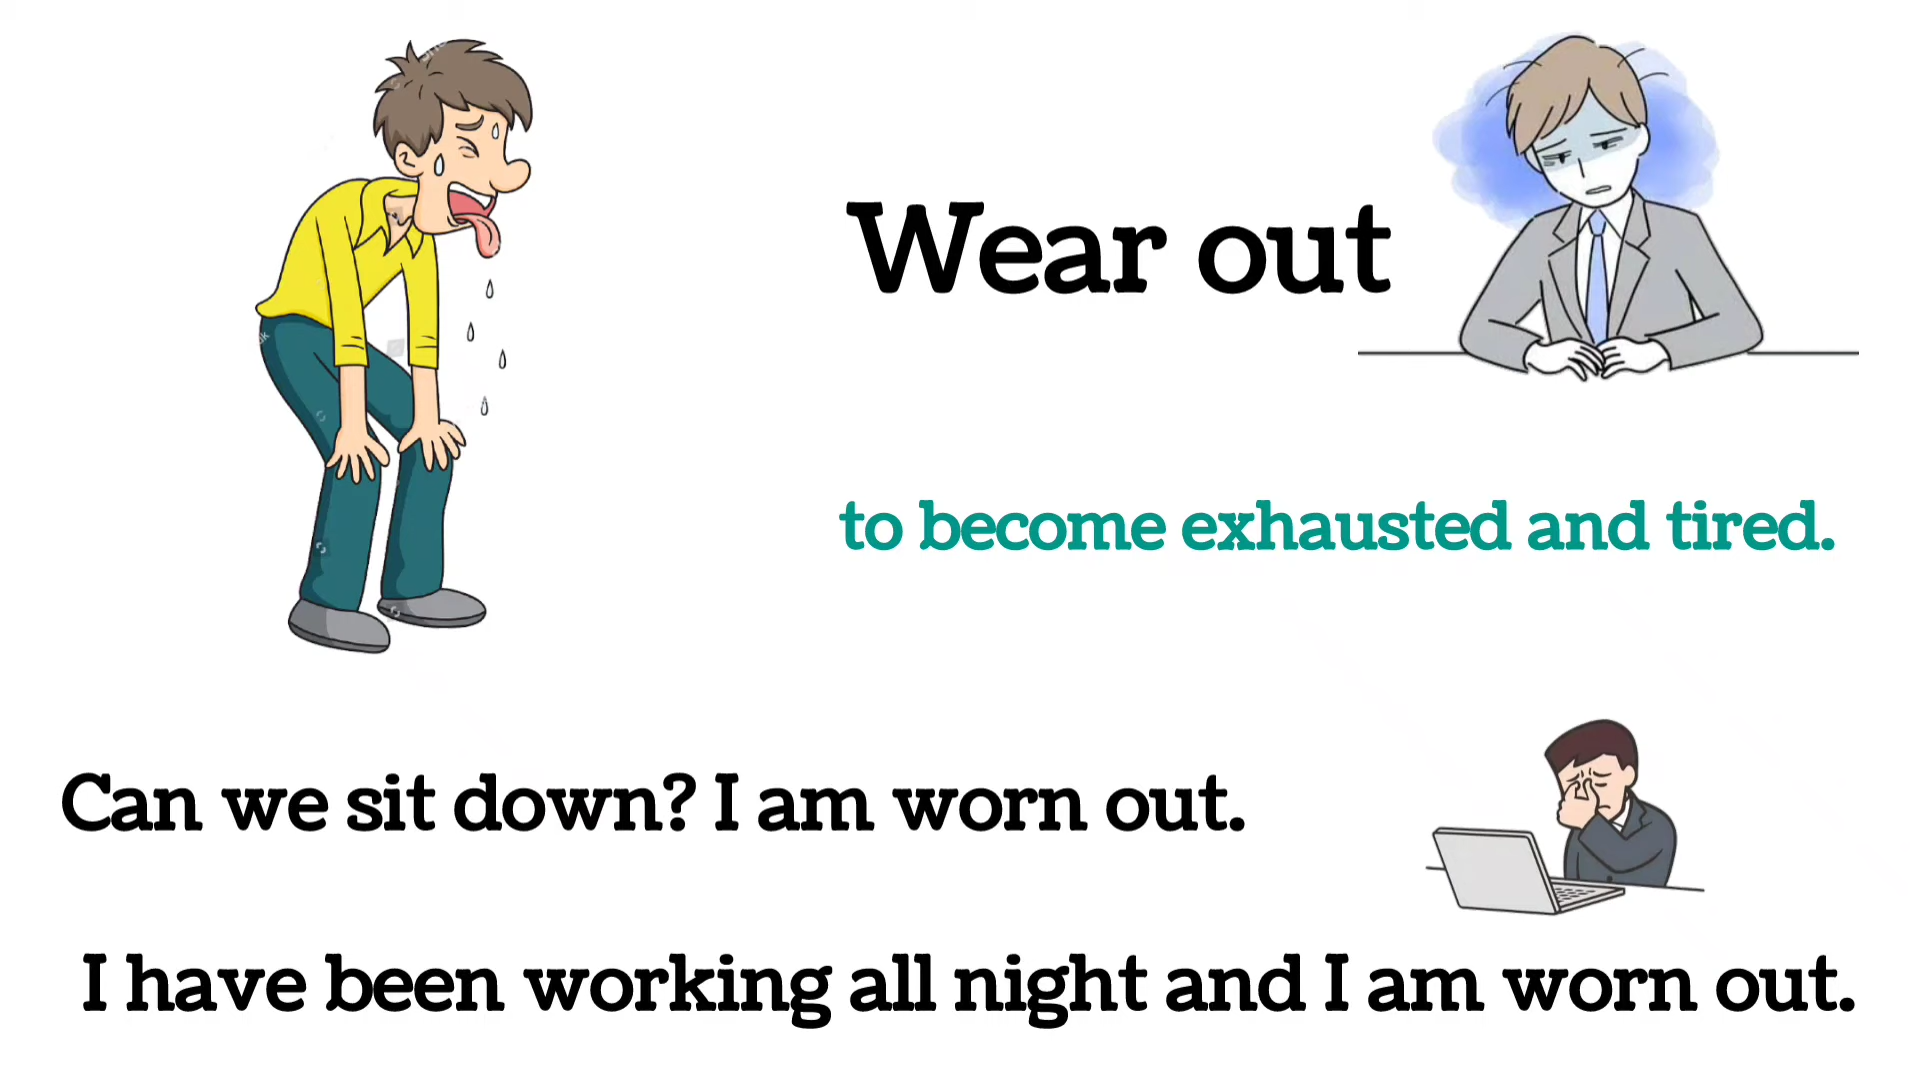 Wear out
to become exhausted and tired.
Can we sit down? I am worn out.
I have been working all night and I am worn out.